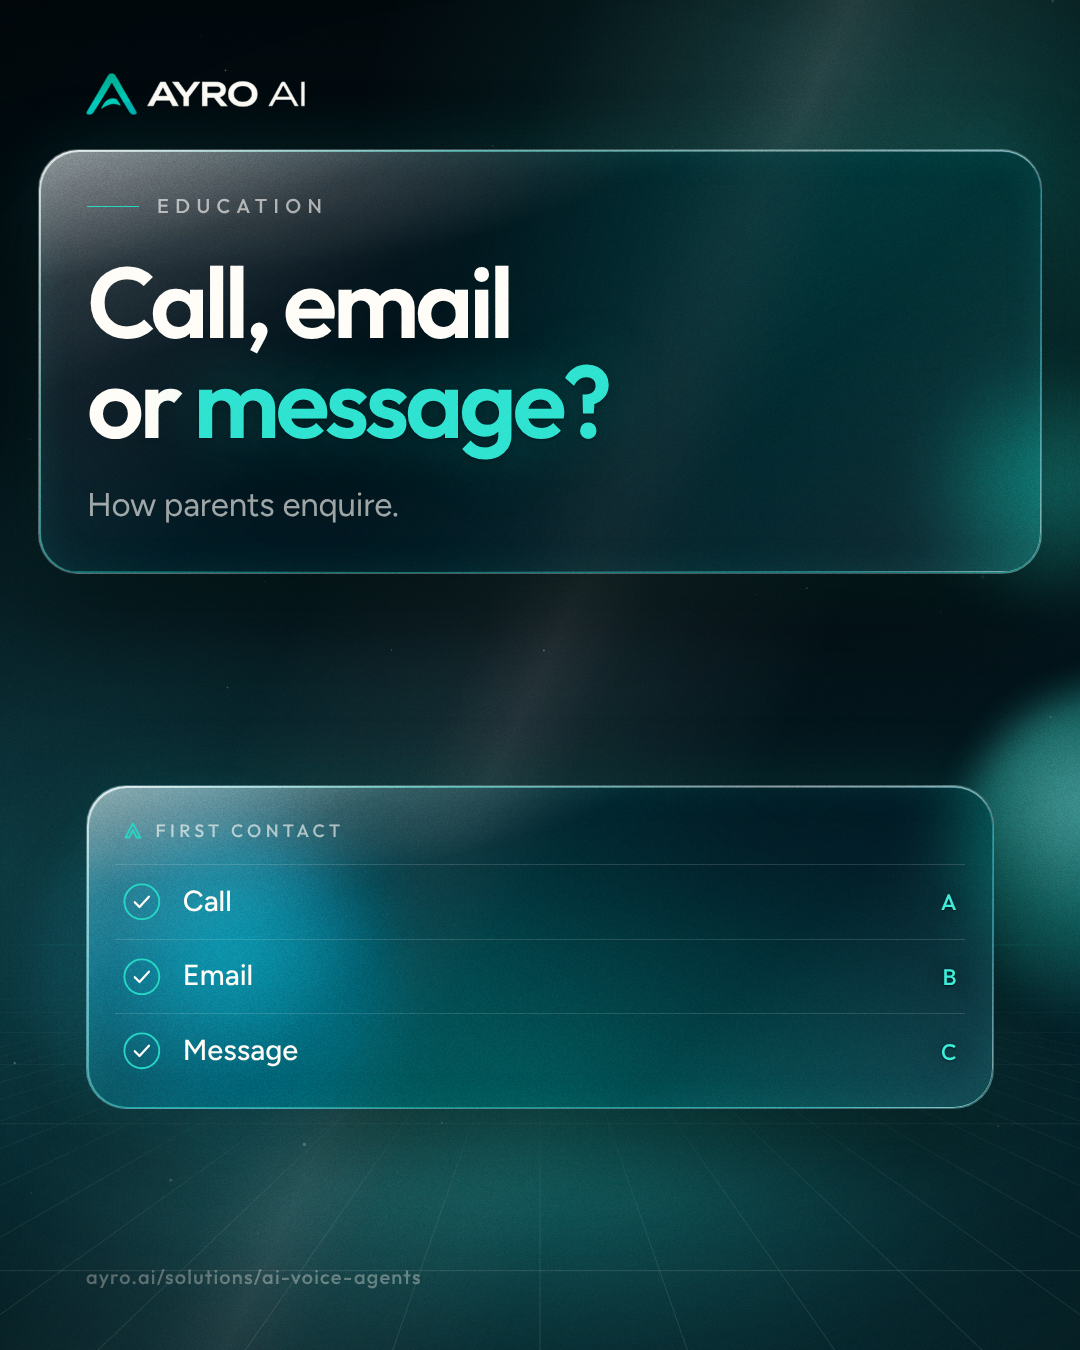 AYRO AI
EDUCATION
Call, email
or message?
How parents enquire.
FIRST CONTACT
Call A
Email B
Message C
ayro.ai/solutions/ai-voice-agents